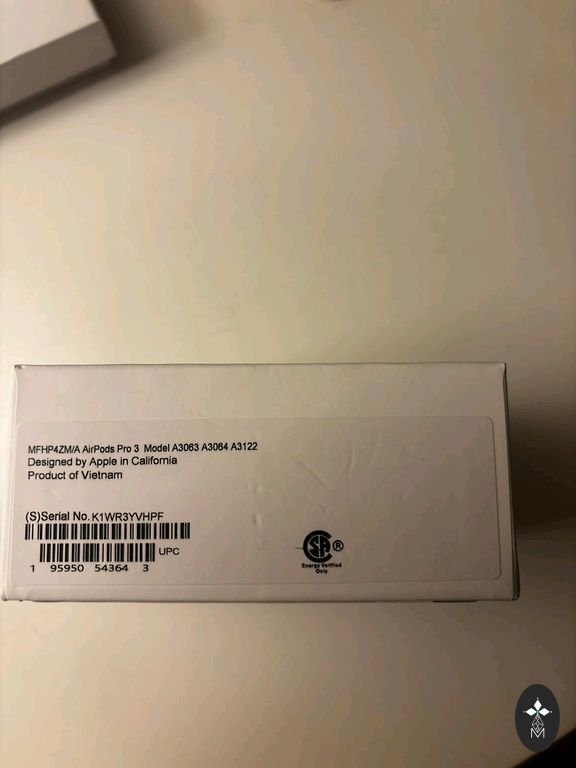 MFHP4ZM/A AirPods Pro 3 Model A3063 A3064 A3122
Designed by Apple in California
Product of Vietnam
(S)Serial No. K1WR3YVHPF
UPC
1 95950 54364 3
SA ®
Energy Verified
Only
M